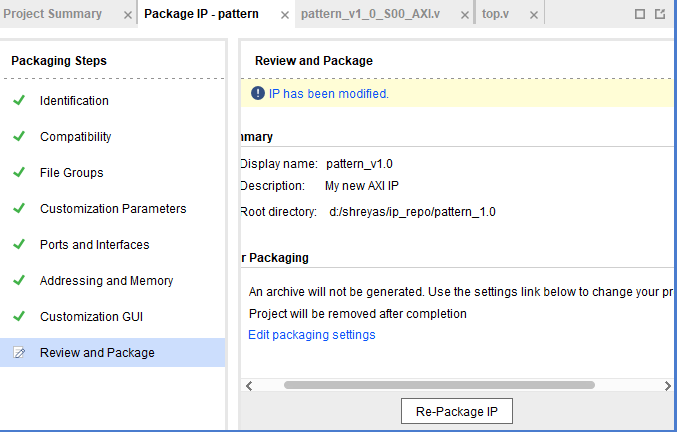 Project Summary × Package IP - pattern × pattern_v1_0_S00_AXI.v × top.v ×
Packaging Steps
Identification
Compatibility
File Groups
Customization Parameters
Ports and Interfaces
Addressing and Memory
Customization GUI
Review and Package
Review and Package
IP has been modified.
nmary
Display name: pattern_v1.0
Description: My new AXI IP
Root directory: d:/shreyas/ip_repo/pattern_1.0
r Packaging
An archive will not be generated. Use the settings link below to change your pr
Project will be removed after completion
Edit packaging settings
Re-Package IP